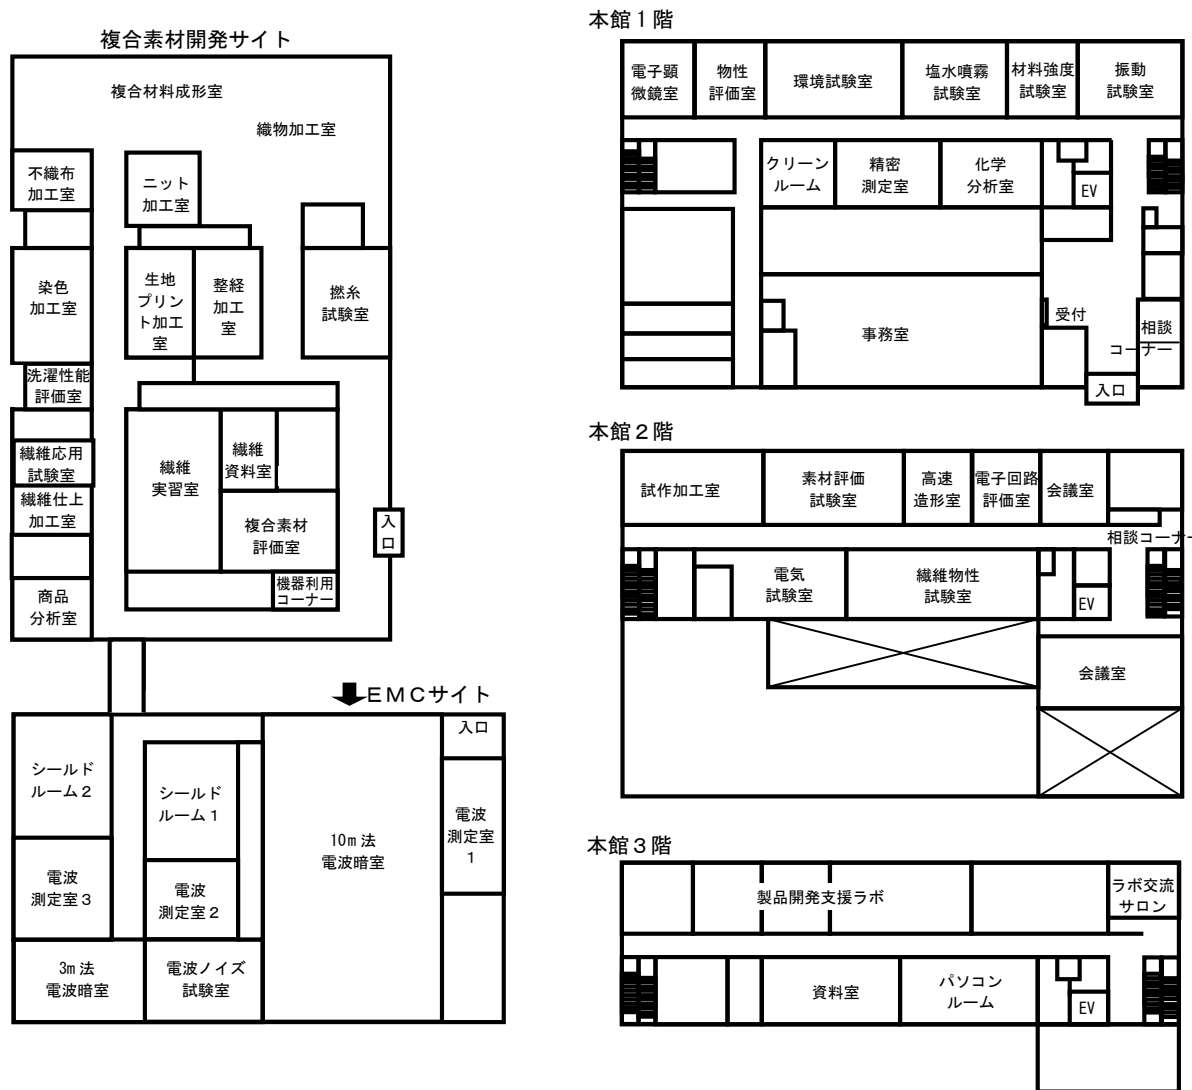 複合素材開発サイト
複合材料成形室
織物加工室
不織布
加工室
ニット
加工室
染色
加工室
生地
プリン
ト加工
室
整経
加工
室
撚糸
試験室
洗濯性能
評価室
繊維応用
試験室
繊維仕上
加工室
商品
分析室
繊維
実習室
繊維
資料室
複合素材
評価室
機器利用
コーナー
入
口
EMCサイト
入口
シールド
ルーム2
シールド
ルーム1
電波
測定室3
電波
測定室2
10m法
電波暗室
電波
測定室
1
3m法
電波暗室
電波ノイズ
試験室
本館1階
電子顕
微鏡室
物性
評価室
環境試験室
塩水噴霧
試験室
材料強度
試験室
振動
試験室
クリーン
ルーム
精密
測定室
化学
分析室
EV
事務室
受付
相談
コーナー
入口
本館2階
試作加工室
素材評価
試験室
高速
造形室
電子回路
評価室
会議室
相談コーナー
電気
試験室
繊維物性
試験室
EV
会議室
本館3階
製品開発支援ラボ
ラボ交流
サロン
資料室
パソコン
ルーム
EV